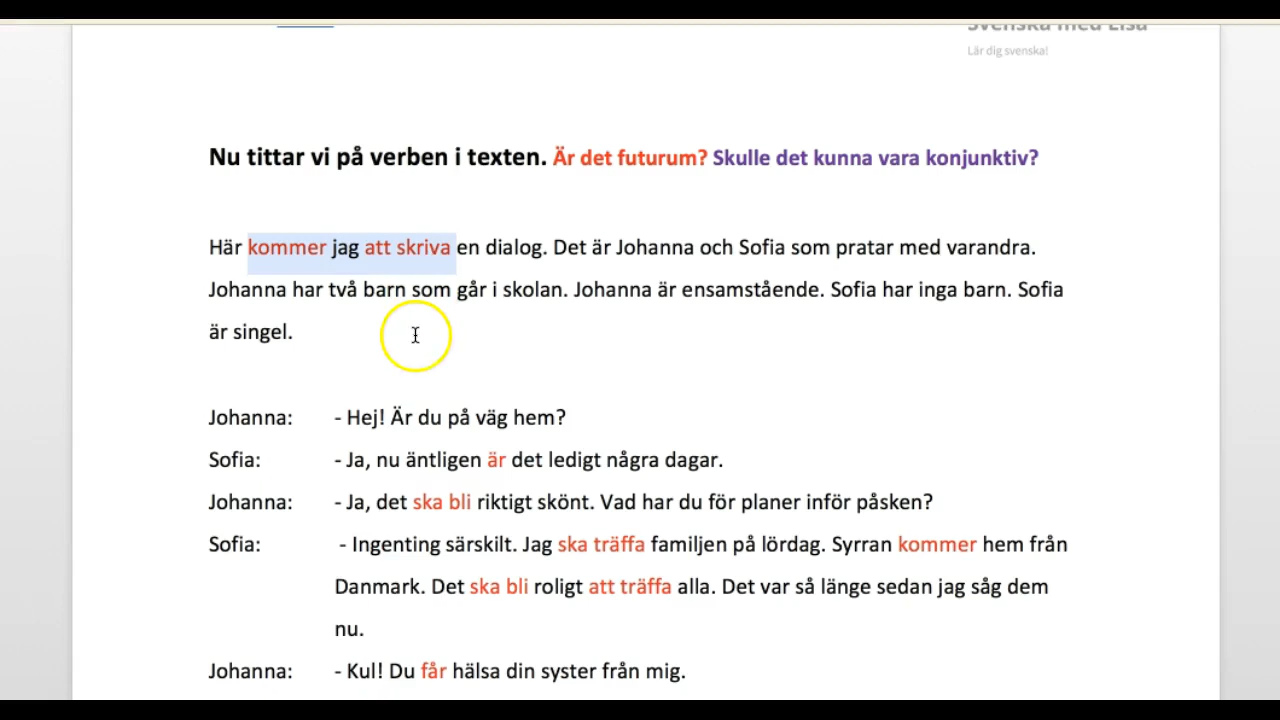 Svenska med Lisa
Lär dig svenska!
Nu tittar vi på verben i texten. Är det futurum? Skulle det kunna vara konjunktiv?
Här kommer jag att skriva en dialog. Det är Johanna och Sofia som pratar med varandra.
Johanna har två barn som går i skolan. Johanna är ensamstående. Sofia har inga barn. Sofia
är singel.
Johanna: - Hej! Är du på väg hem?
Sofia: - Ja, nu äntligen är det ledigt några dagar.
Johanna: - Ja, det ska bli riktigt skönt. Vad har du för planer inför påsken?
Sofia: - Ingenting särskilt. Jag ska träffa familjen på lördag. Syrran kommer hem från
Danmark. Det ska bli roligt att träffa alla. Det var så länge sedan jag såg dem
nu.
Johanna: - Kul! Du får hälsa din syster från mig.